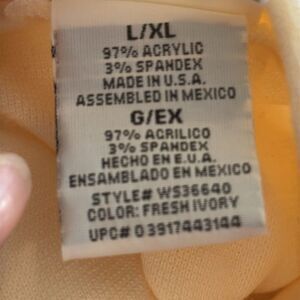 L/XL
97% ACRYLIC
3% SPANDEX
MADE IN U.S.A.
ASSEMBLED IN MEXICO
G/EX
97% ACRILICO
3% SPANDEX
HECHO EN E.U.A.
ENSAMBLADO EN MEXICO
STYLE# WS36640
COLOR: FRESH IVORY
UPC# 03917443144